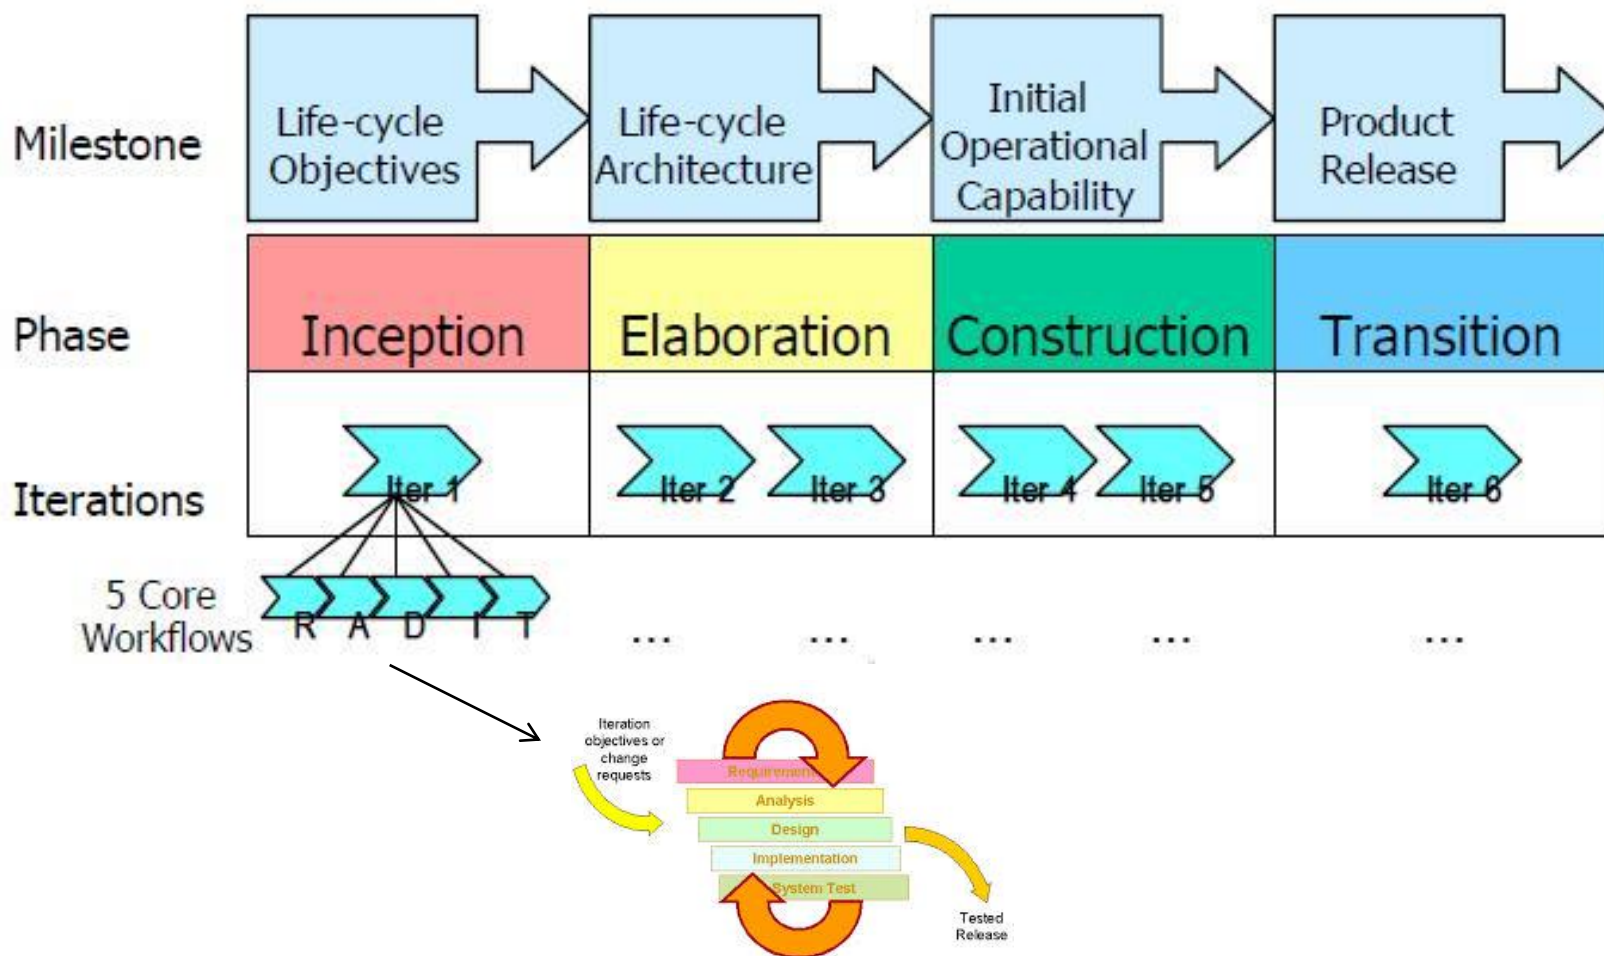 Milestone
Life-cycle
Objectives
Life-cycle
Architecture
Initial
Operational
Capability
Product
Release
Phase
Inception
Elaboration
Construction
Transition
Iterations
Iter 1
Iter 2
Iter 3
Iter 4
Iter 5
Iter 6
5 Core
Workflows
R A D I T
... ... ... ... ...
Iteration
objectives or
change
requests
Requirements
Analysis
Design
Implementation
System Test
Tested
Release